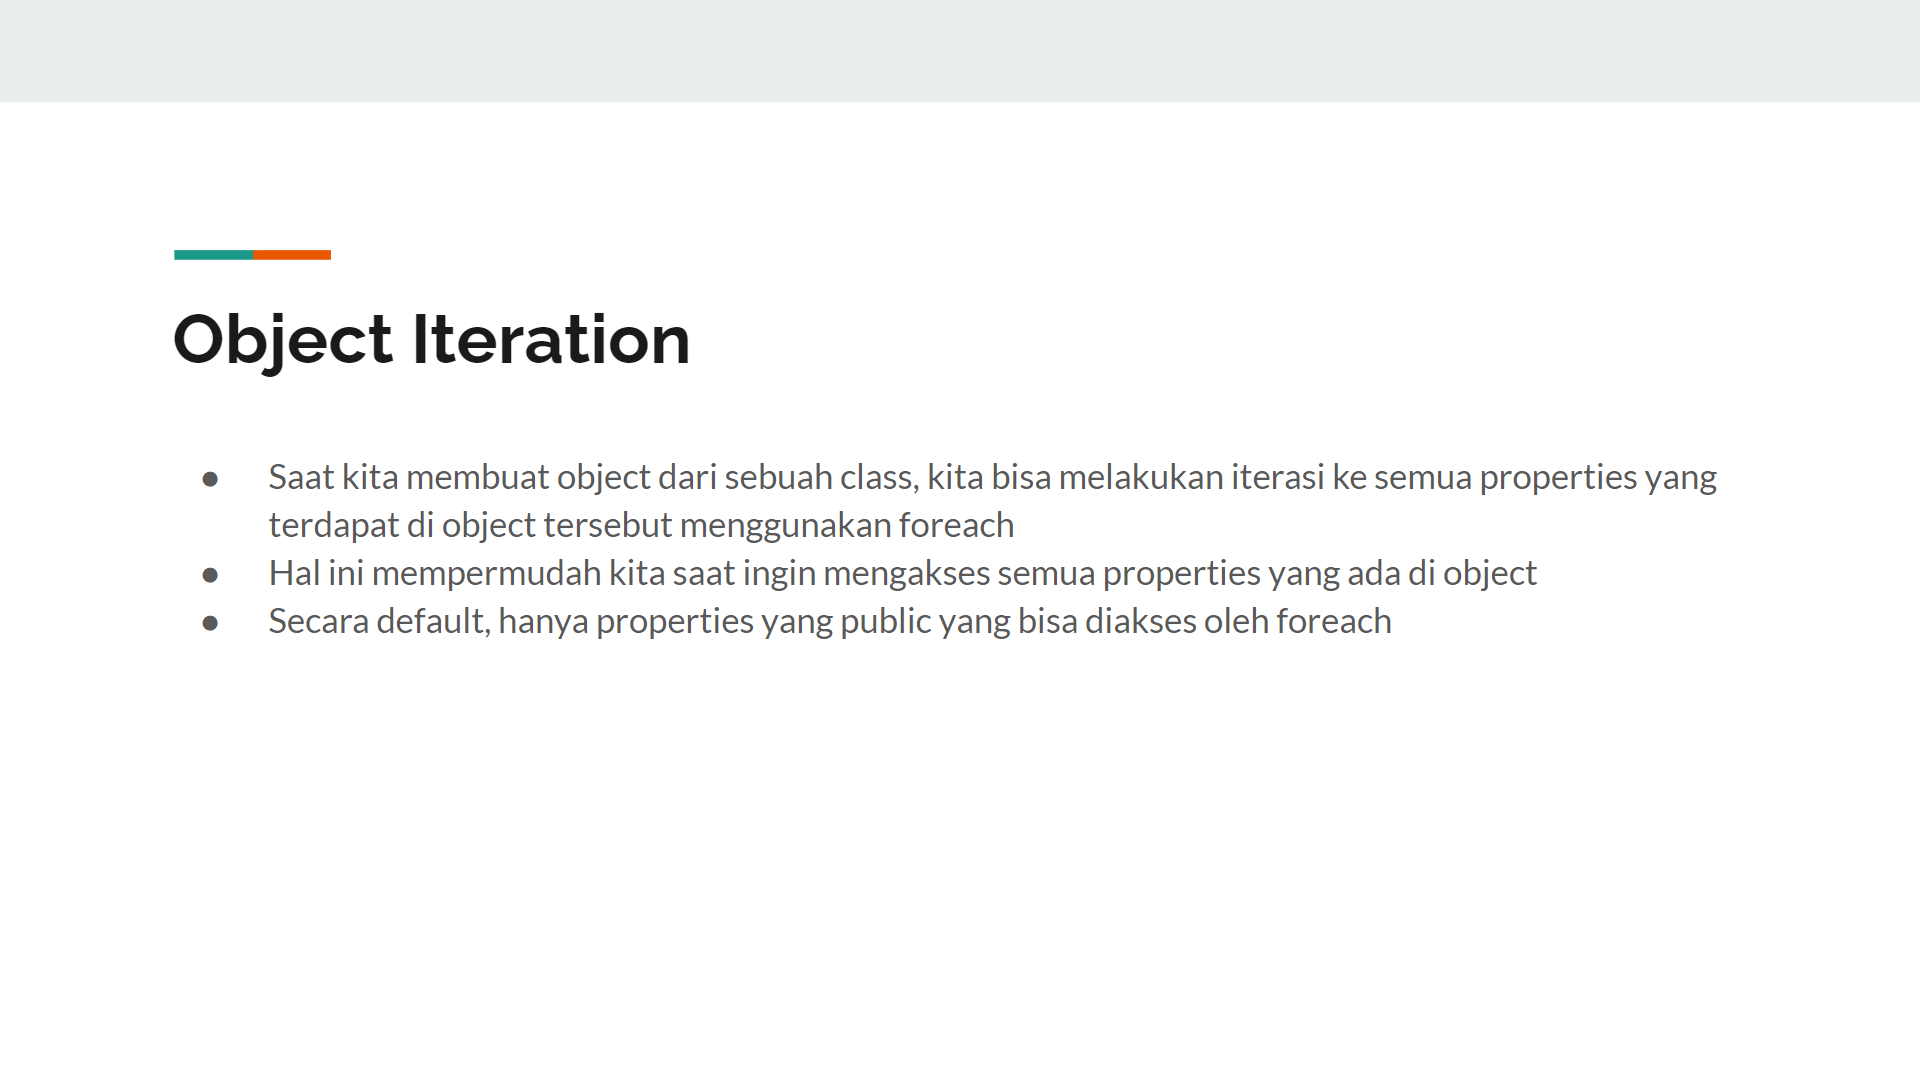 Object Iteration
● Saat kita membuat object dari sebuah class, kita bisa melakukan iterasi ke semua properties yang
terdapat di object tersebut menggunakan foreach
● Hal ini mempermudah kita saat ingin mengakses semua properties yang ada di object
● Secara default, hanya properties yang public yang bisa diakses oleh foreach